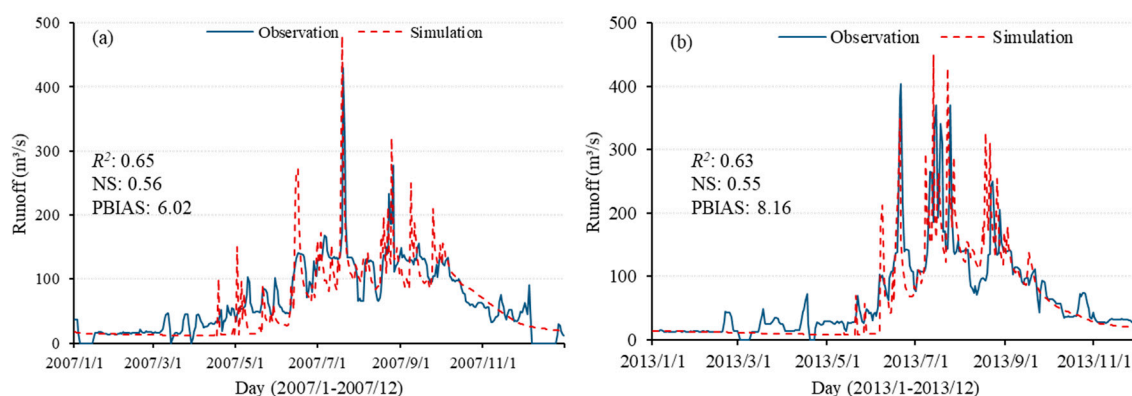 500
400
300
200
100
0
Runoff (m³/s)
(a)
Observation
Simulation
R²: 0.65
NS: 0.56
PBIAS: 6.02
2007/1/1
2007/3/1
2007/5/1
2007/7/1
2007/9/1
2007/11/1
Day (2007/1-2007/12)
500
400
300
200
100
0
Runoff (m³/s)
(b)
Observation
Simulation
R²: 0.63
NS: 0.55
PBIAS: 8.16
2013/1/1
2013/3/1
2013/5/1
2013/7/1
2013/9/1
2013/11/1
Day (2013/1-2013/12)